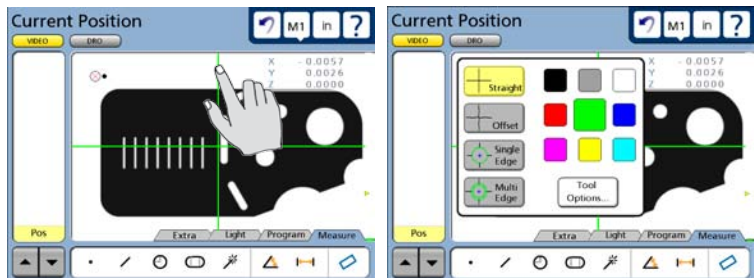 Current Position
M1
in
?
VIDEO
DRO
X - 0.0057
Y 0.0026
Z 0.0000
Pos
Extra
Light
Program
Measure
Current Position
M1
in
?
VIDEO
DRO
X - 0.0057
Y 0.0026
Z 0.0000
Straight
Offset
Single
Edge
Multi
Edge
Tool
Options...
Pos
Extra
Light
Program
Measure